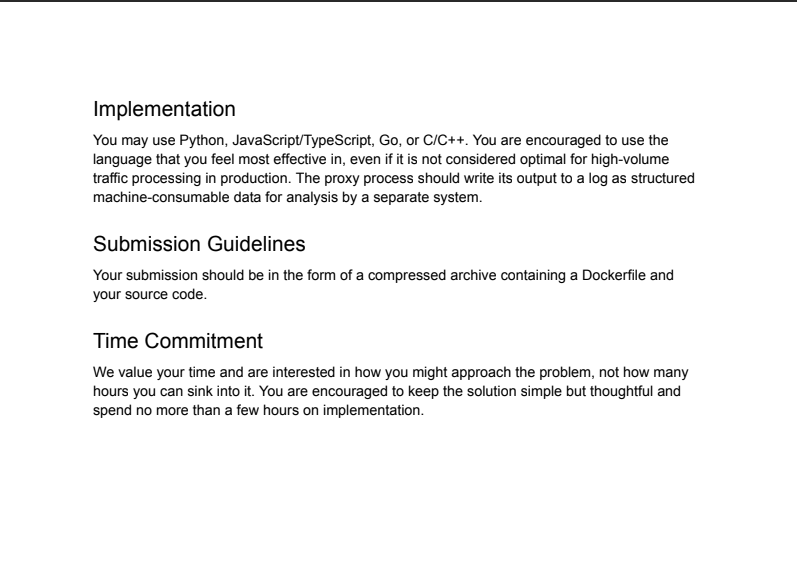 Implementation
You may use Python, JavaScript/TypeScript, Go, or C/C++. You are encouraged to use the
language that you feel most effective in, even if it is not considered optimal for high-volume
traffic processing in production. The proxy process should write its output to a log as structured
machine-consumable data for analysis by a separate system.
Submission Guidelines
Your submission should be in the form of a compressed archive containing a Dockerfile and
your source code.
Time Commitment
We value your time and are interested in how you might approach the problem, not how many
hours you can sink into it. You are encouraged to keep the solution simple but thoughtful and
spend no more than a few hours on implementation.